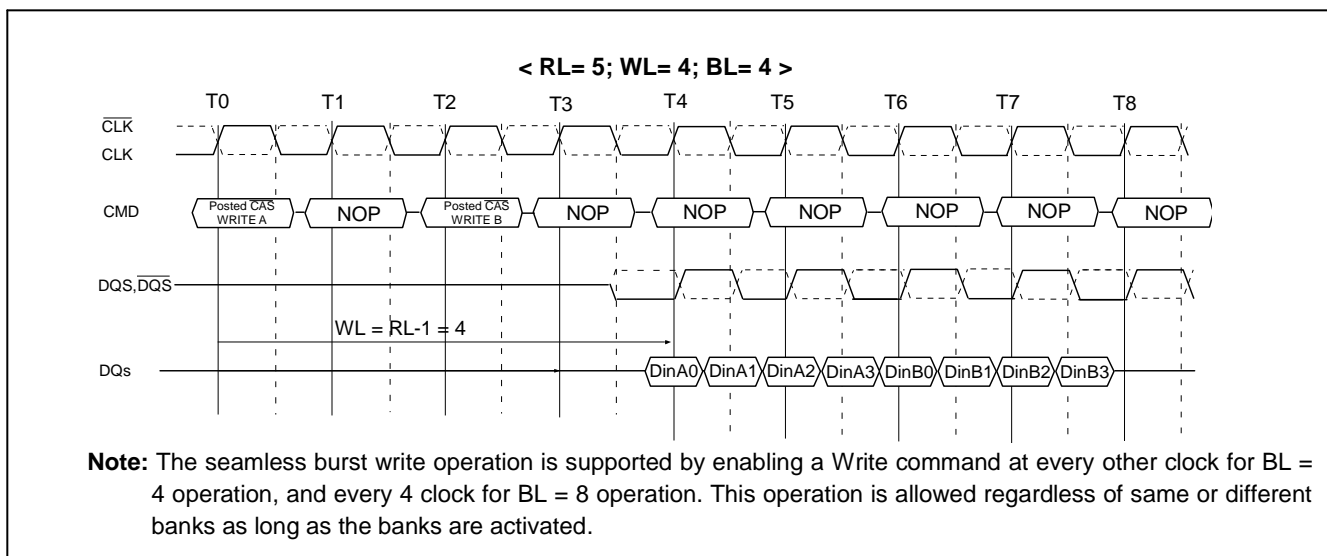 < RL= 5; WL= 4; BL= 4 >
T0 T1 T2 T3 T4 T5 T6 T7 T8
CLK
CLK
CMD
Posted CAS
WRITE A
NOP
Posted CAS
WRITE B
NOP
NOP
NOP
NOP
NOP
NOP
DQS,DQS
WL = RL-1 = 4
DQs
DinA0 DinA1 DinA2 DinA3 DinB0 DinB1 DinB2 DinB3
Note: The seamless burst write operation is supported by enabling a Write command at every other clock for BL =
4 operation, and every 4 clock for BL = 8 operation. This operation is allowed regardless of same or different
banks as long as the banks are activated.